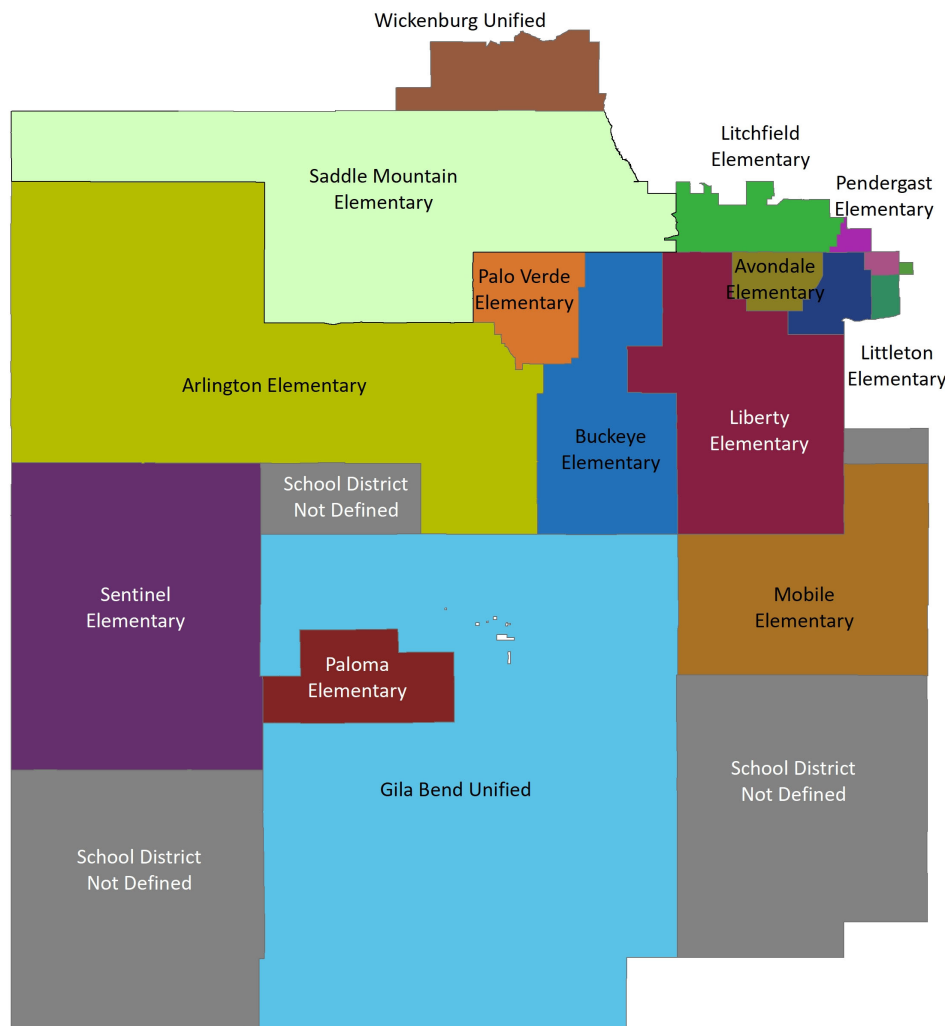 Wickenburg Unified
Litchfield
Elementary
Saddle Mountain
Elementary
Pendergast
Elementary
Palo Verde
Elementary
Avondale
Elementary
Littleton
Elementary
Arlington Elementary
Liberty
Elementary
Buckeye
Elementary
School District
Not Defined
Sentinel
Elementary
Mobile
Elementary
Paloma
Elementary
Gila Bend Unified
School District
Not Defined
School District
Not Defined